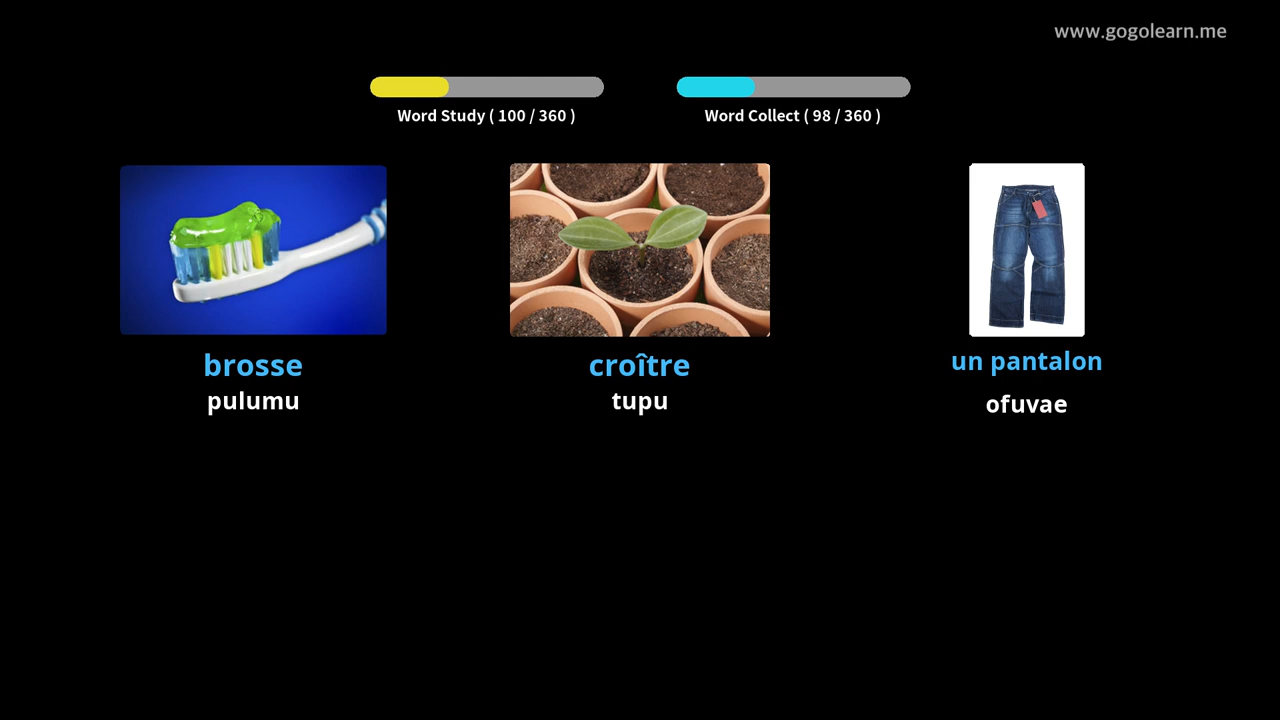 www.gogolearn.me
Word Study ( 100 / 360 )
Word Collect ( 98 / 360 )
brosse
pulumu
croître
tupu
un pantalon
ofuvae